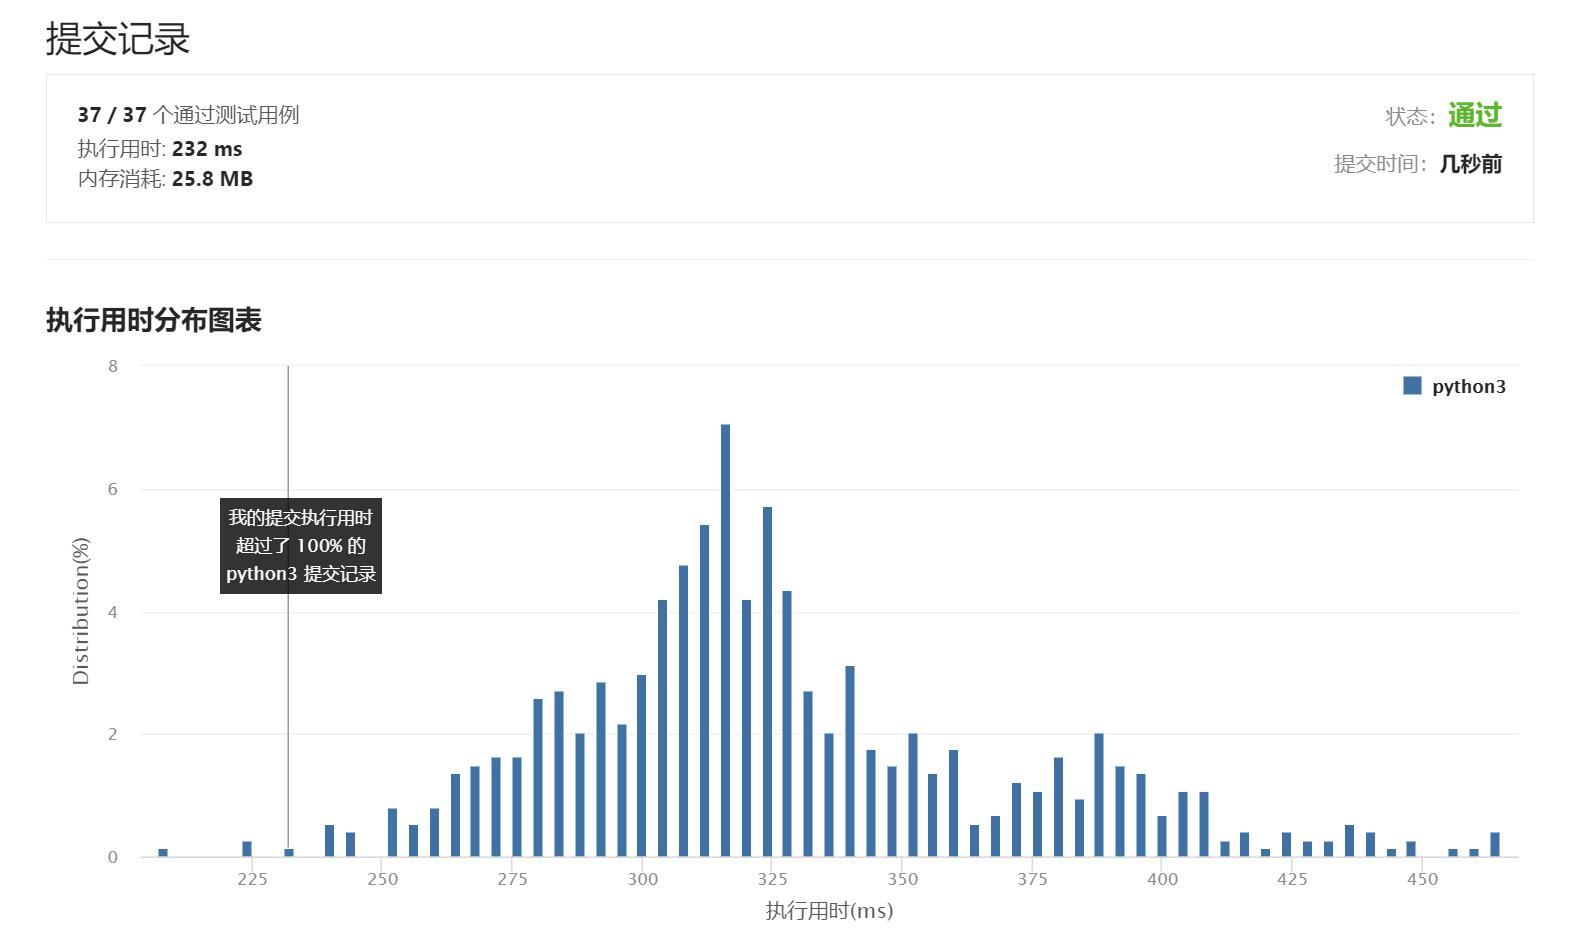 提交记录
37 / 37 个通过测试用例
状态：通过
执行用时: 232 ms
提交时间：几秒前
内存消耗: 25.8 MB
执行用时分布图表
8
python3
6
我的提交执行用时
超过了 100% 的
python3 提交记录
Distribution(%)
4
2
0
225 250 275 300 325 350 375 400 425 450
执行用时(ms)